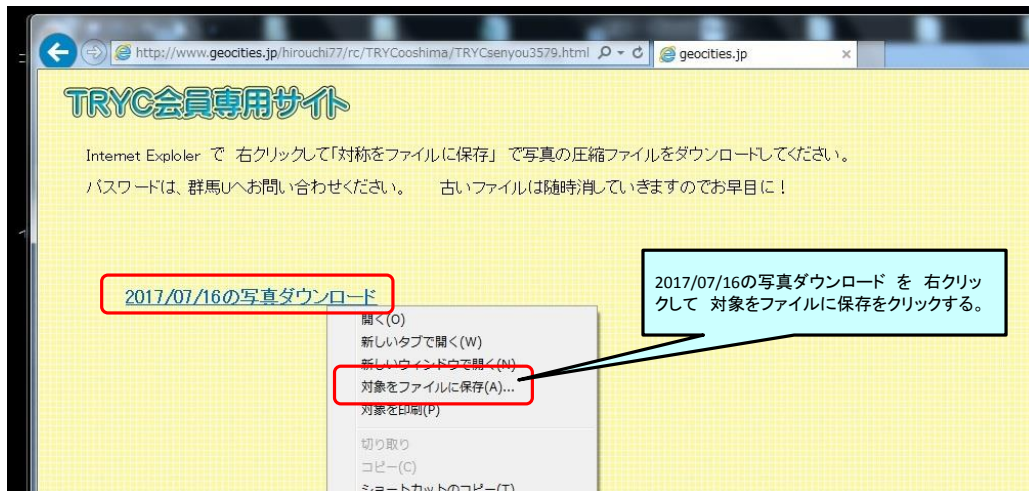 http://www.geocities.jp/hirouchi77/rc/TRYCooshima/TRYCsenyou3579.html
geocities.jp
TRYC会員専用サイト
Internet Exploler で 右クリックして「対称をファイルに保存」 で写真の圧縮ファイルをダウンロードしてください。
パスワードは、群馬Uへお問い合わせください。 古いファイルは随時消していきますのでお早目に！
2017/07/16の写真ダウンロード
2017/07/16の写真ダウンロード を 右クリッ
クして 対象をファイルに保存をクリックする。
開く(O)
新しいタブで開く(W)
新しいウィンドウで開く(N)
対象をファイルに保存(A)...
対象を印刷(P)
切り取り
コピー(C)
ショートカットのコピー(T)